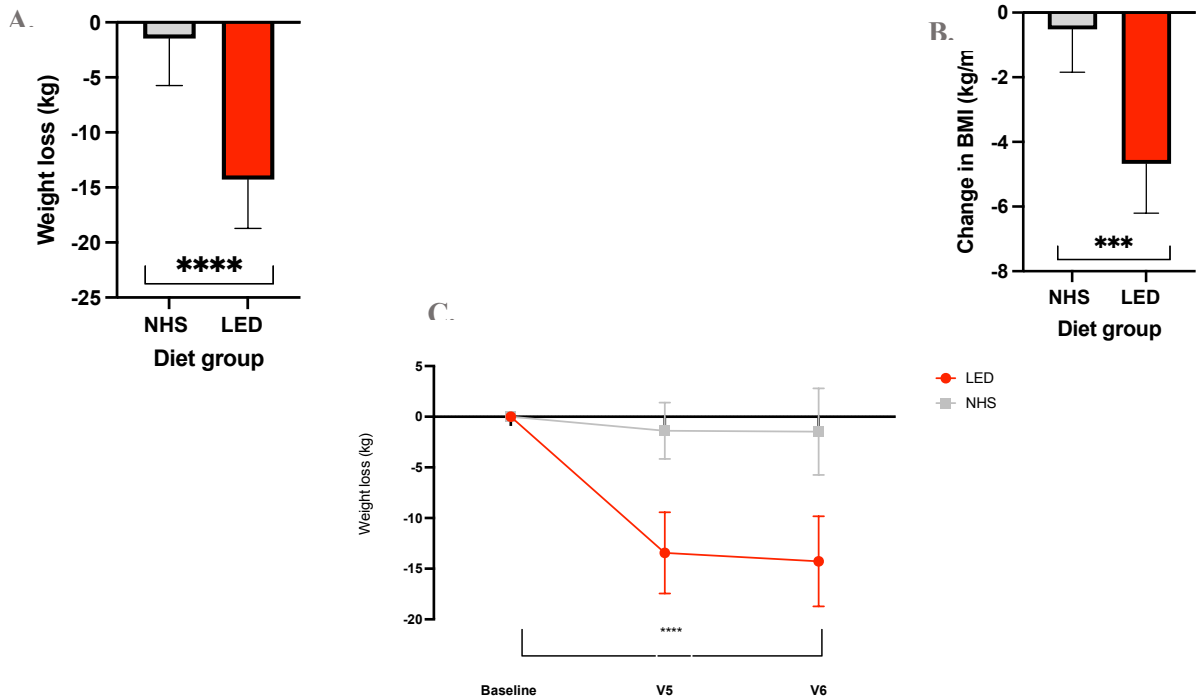 A.
Weight loss (kg)
0
-5
-10
-15
-20
-25
****
NHS LED
Diet group
B.
Change in BMI (kg/m
0
-2
-4
-6
-8
***
NHS LED
Diet group
C.
Weight loss (kg)
5
0
-5
-10
-15
-20
****
Baseline V5 V6
LED
NHS